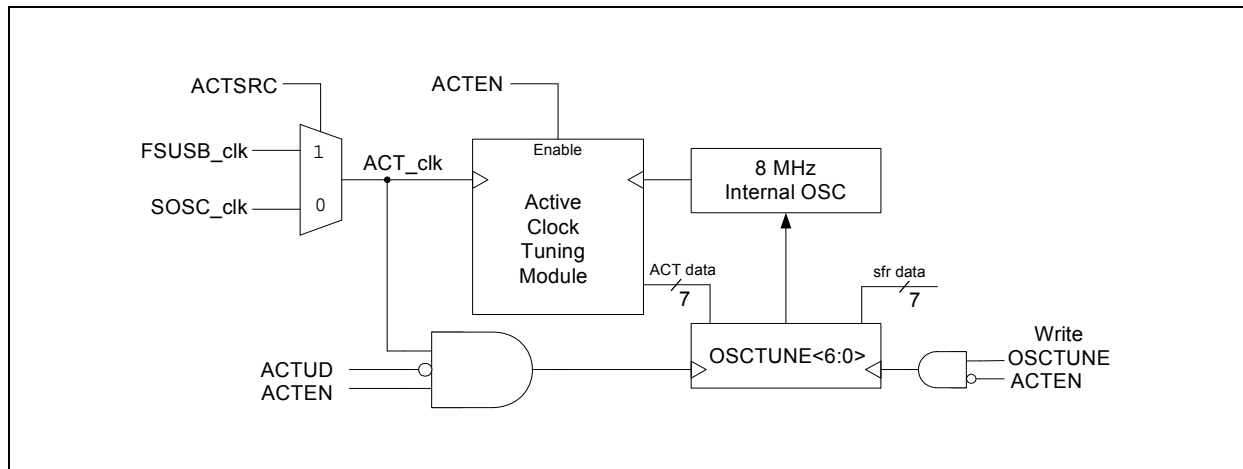 ACTSRC
ACTEN
FSUSB_clk
1
ACT_clk
Enable
8 MHz
Internal OSC
SOSC_clk
0
Active
Clock
Tuning
Module
ACT data
7
sfr data
7
Write
OSCTUNE
ACTEN
OSCTUNE<6:0>
ACTUD
ACTEN